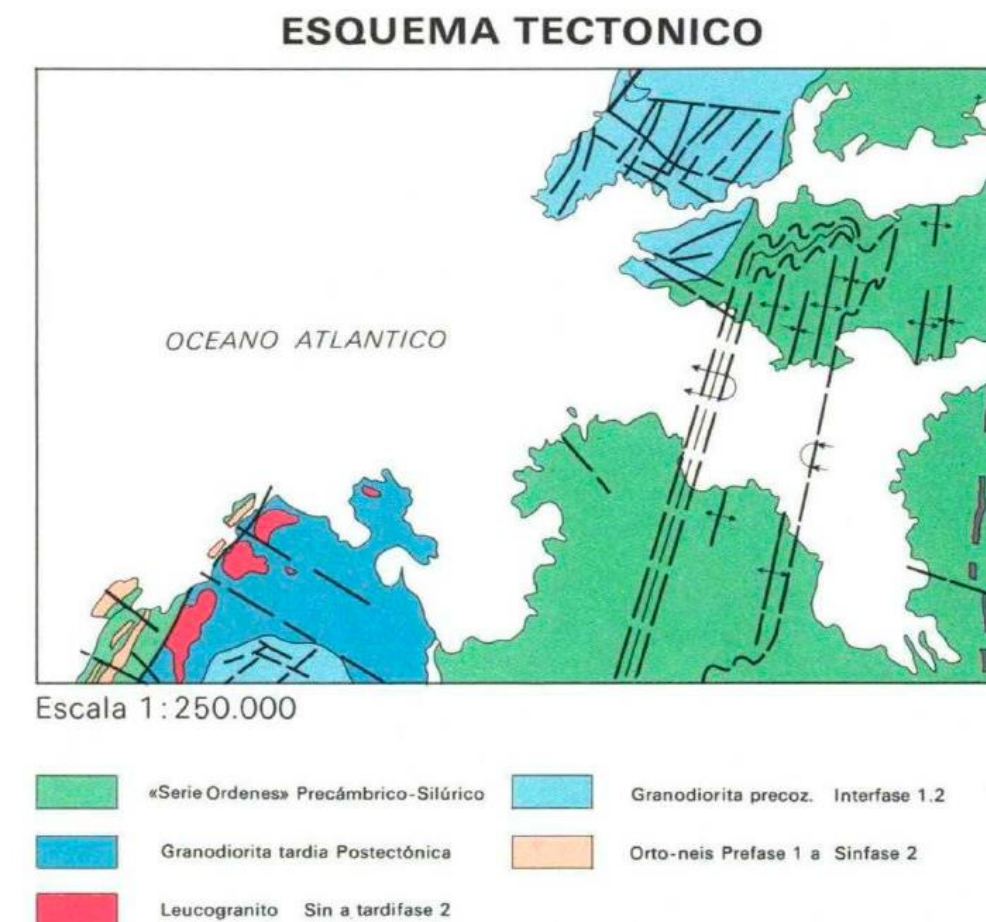 ESQUEMA TECTONICO
OCEANO ATLANTICO
Escala 1:250.000
«Serie Ordenes» Precámbrico-Silúrico
Granodiorita precoz. Interfase 1.2
Granodiorita tardia Postectónica
Orto-neis Prefase 1 a Sinfase 2
Leucogranito Sin a tardifase 2